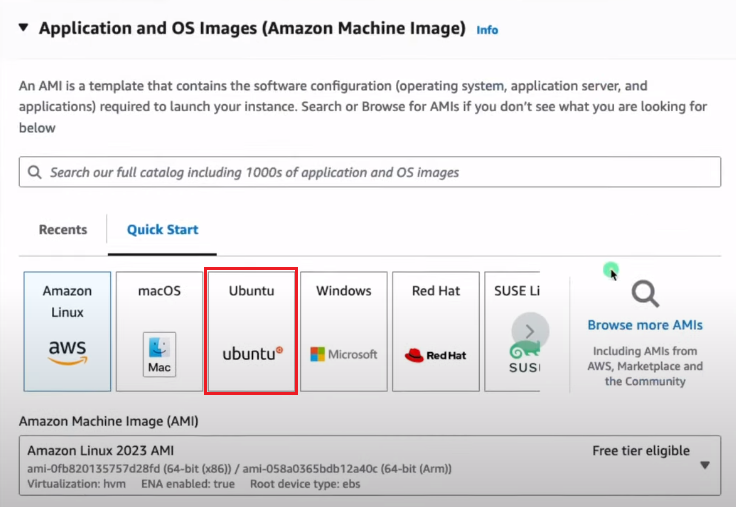 Application and OS Images (Amazon Machine Image) Info
An AMI is a template that contains the software configuration (operating system, application server, and
applications) required to launch your instance. Search or Browse for AMIs if you don't see what you are looking for
below
Search our full catalog including 1000s of application and OS images
Recents
Quick Start
Amazon
Linux
aws
macOS
Mac
Ubuntu
ubuntu
Windows
Microsoft
Red Hat
Red Hat
SUSE Li
SUS
Browse more AMIs
Including AMIs from
AWS, Marketplace and
the Community
Amazon Machine Image (AMI)
Amazon Linux 2023 AMI
Free tier eligible
ami-0fb820135757d28fd (64-bit (x86)) / ami-058a0365bdb12a40c (64-bit (Arm))
Virtualization: hvm ENA enabled: true Root device type: ebs